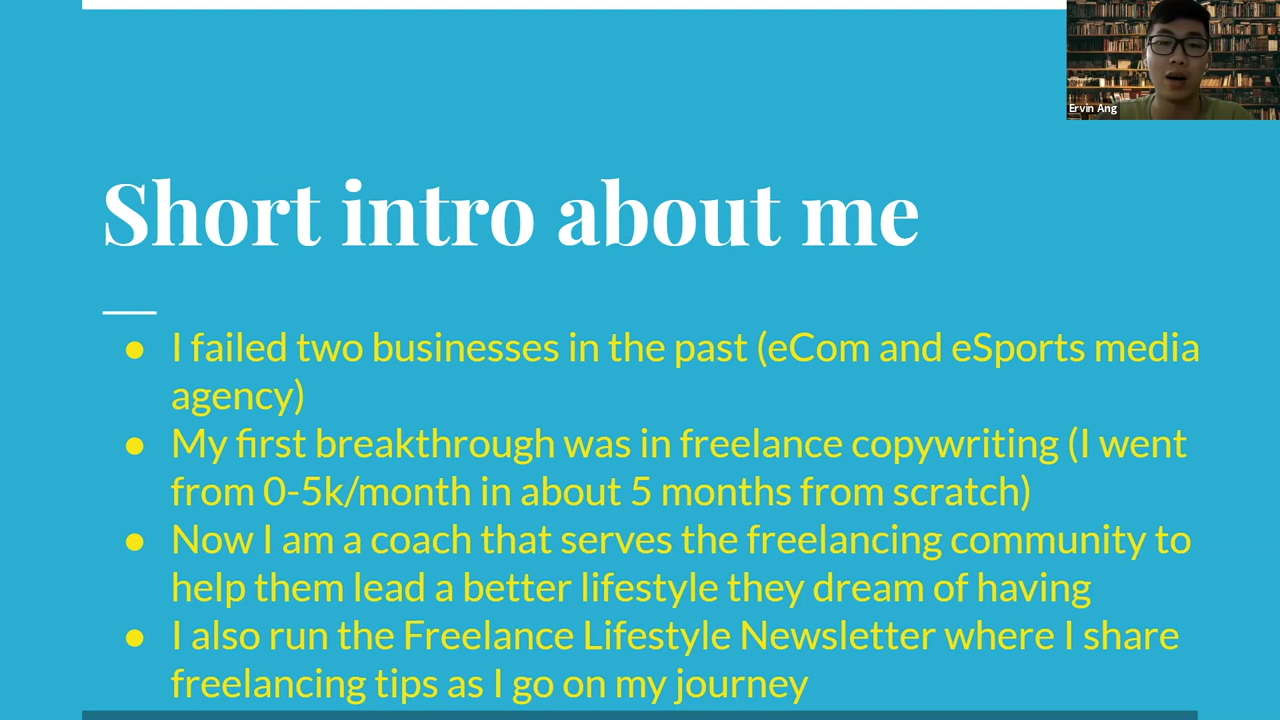 Ervin Ang
Short intro about me
● I failed two businesses in the past (eCom and eSports media
agency)
● My first breakthrough was in freelance copywriting (I went
from 0-5k/month in about 5 months from scratch)
● Now I am a coach that serves the freelancing community to
help them lead a better lifestyle they dream of having
● I also run the Freelance Lifestyle Newsletter where I share
freelancing tips as I go on my journey